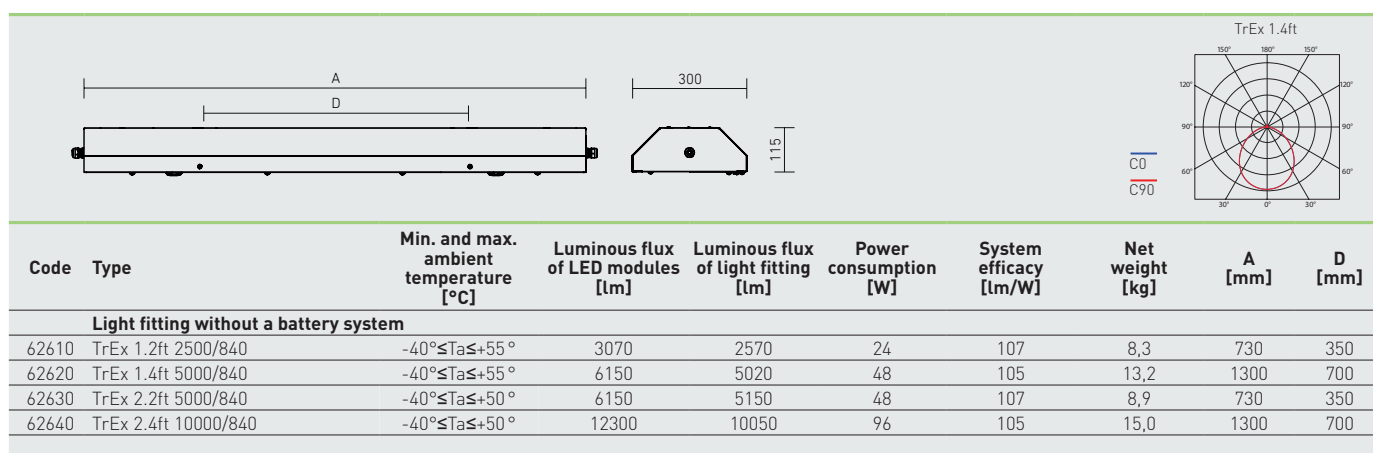 TrEx 1.4ft
150° 180° 150°
A
300
120° 120°
D
115
90° 90°
C0
60° 60°
C90
30° 0° 30°
Code Type Min. and max. ambient temperature [°C] Luminous flux of LED modules [lm] Luminous flux of light fitting [lm] Power consumption [W] System efficacy [lm/W] Net weight [kg] A [mm] D [mm]
Light fitting without a battery system
62610 TrEx 1.2ft 2500/840 -40°≤Ta≤+55° 3070 2570 24 107 8,3 730 350
62620 TrEx 1.4ft 5000/840 -40°≤Ta≤+55° 6150 5020 48 105 13,2 1300 700
62630 TrEx 2.2ft 5000/840 -40°≤Ta≤+50° 6150 5150 48 107 8,9 730 350
62640 TrEx 2.4ft 10000/840 -40°≤Ta≤+50° 12300 10050 96 105 15,0 1300 700